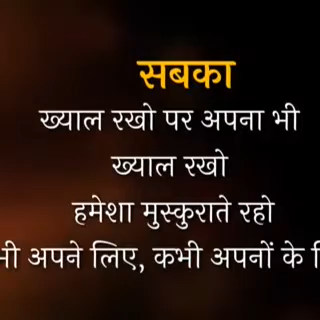 सबका
ख्याल रखो पर अपना भी
ख्याल रखो
हमेशा मुस्कुराते रहो
अपने लिए, कभी अपनों के